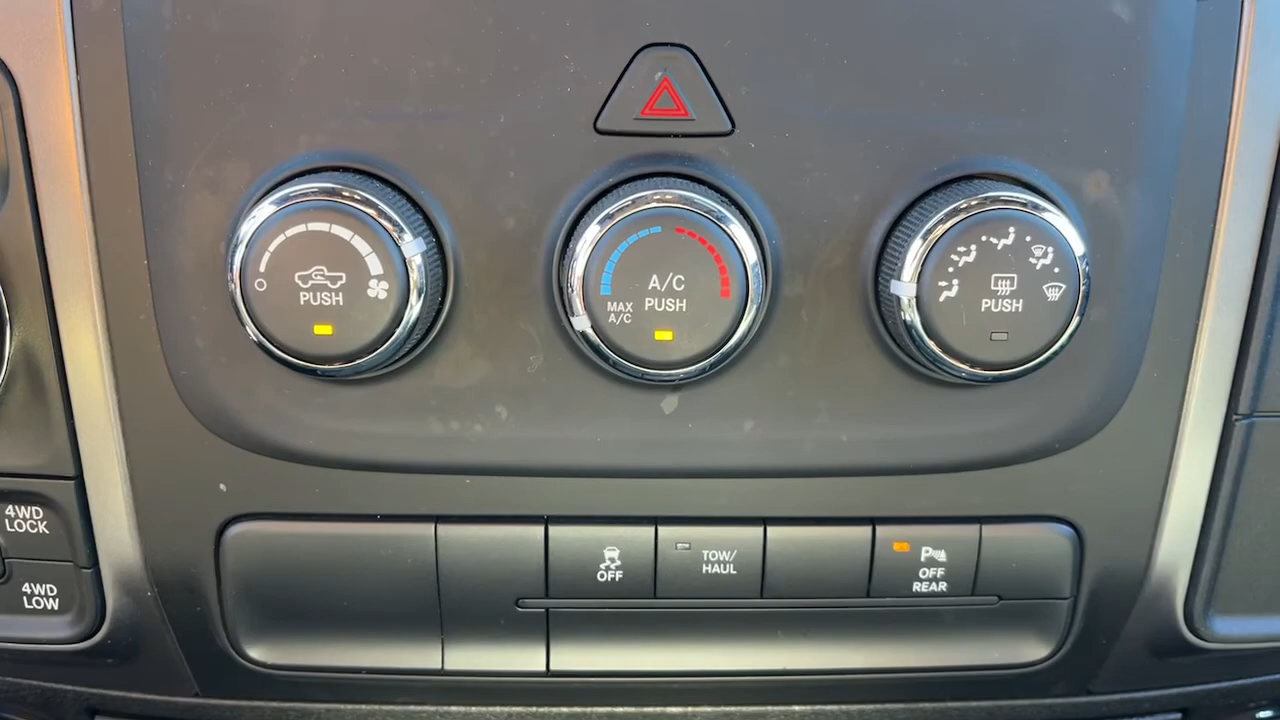 PUSH
A/C
PUSH
MAX
A/C
PUSH
4WD
LOCK
4WD
LOW
OFF
TOW/
HAUL
P
OFF
REAR